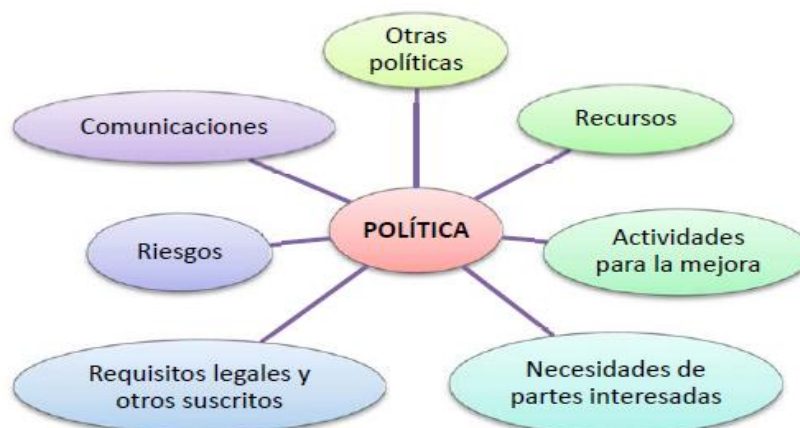 Otras
políticas
Comunicaciones
Recursos
POLÍTICA
Riesgos
Actividades
para la mejora
Requisitos legales y
otros suscritos
Necesidades de
partes interesadas